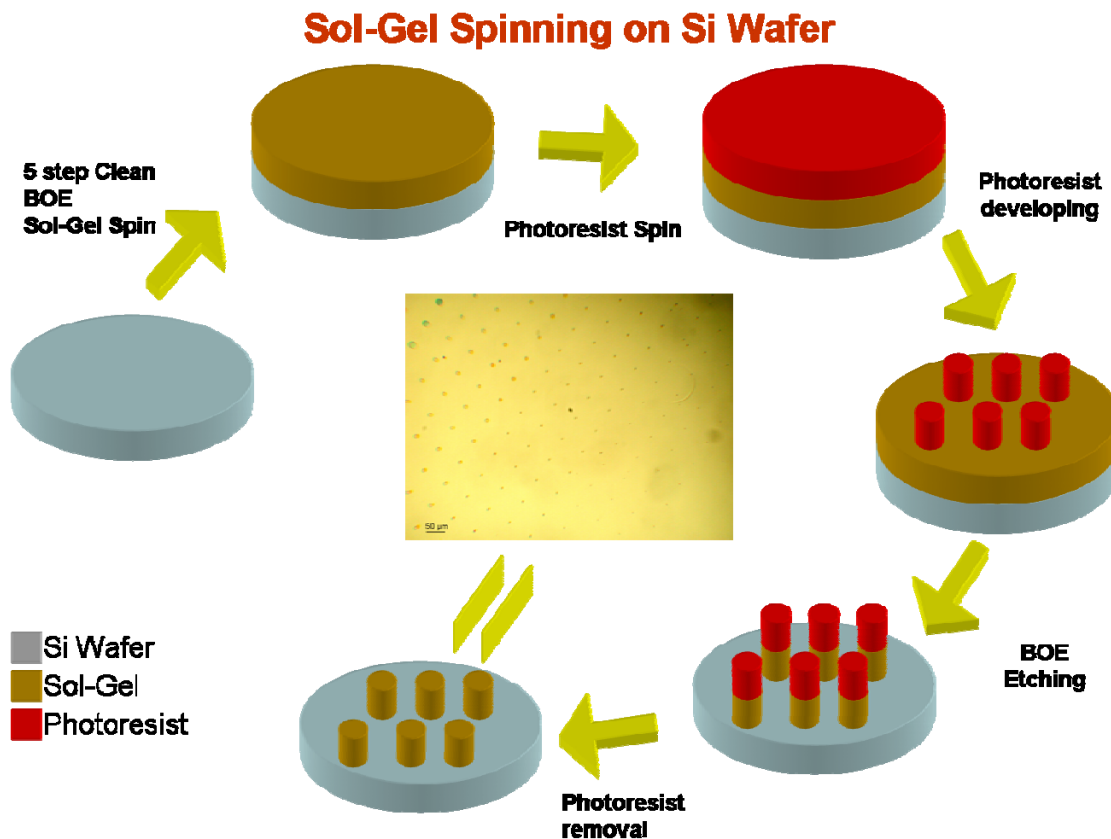 Sol-Gel Spinning on Si Wafer
5 step Clean
BOE
Sol-Gel Spin
Photoresist Spin
Photoresist
developing
50 µm
Si Wafer
Sol-Gel
Photoresist
BOE
Etching
Photoresist
removal